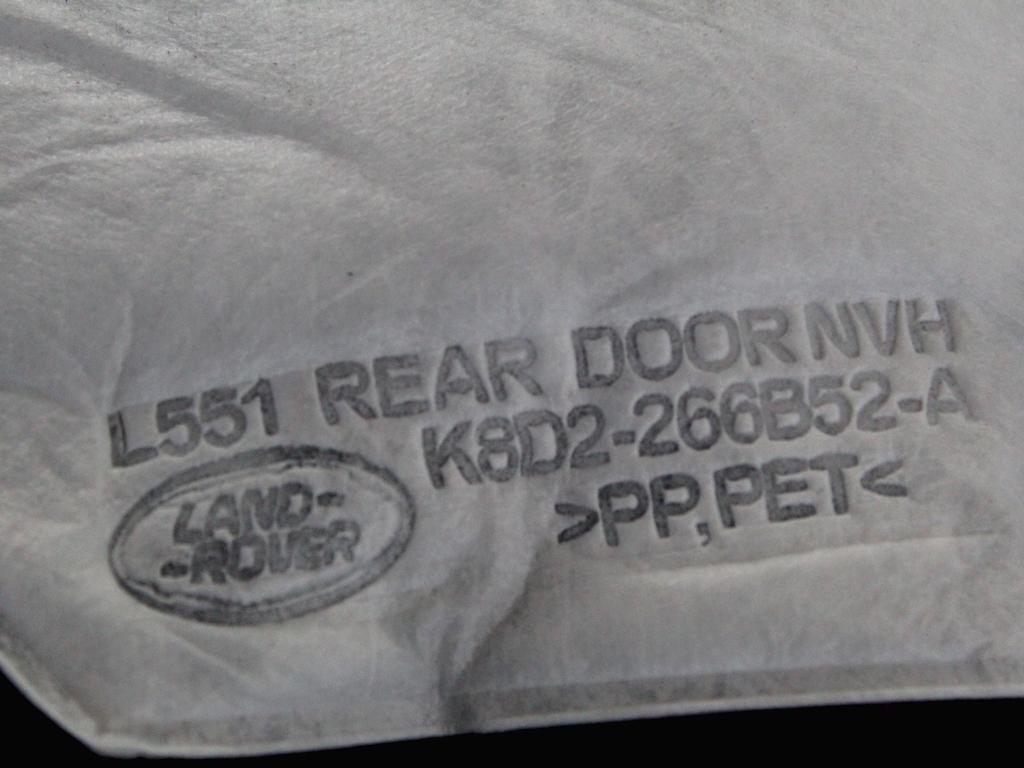 L551 REAR DOOR NVH
K8D2-266B52-A
>PP,PET<
LAND-
-ROVER